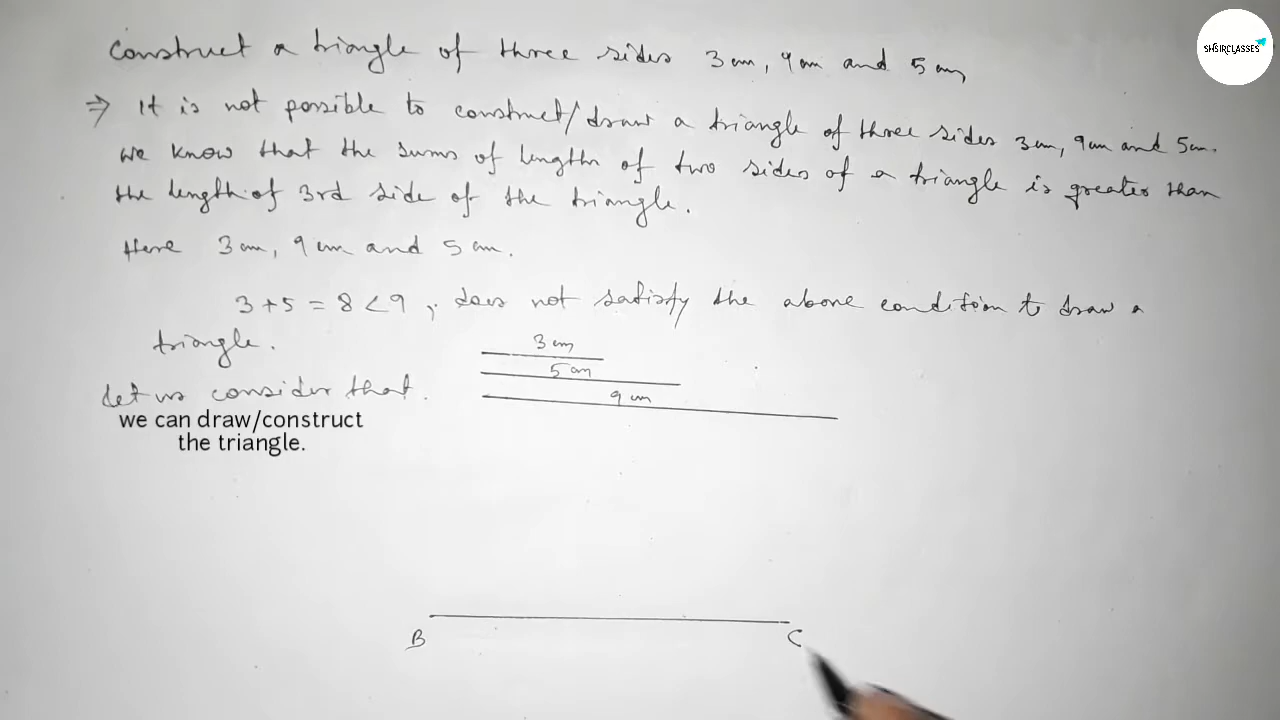 SHSIRCLASSES
Construct a triangle of three sides 3 cm, 9 cm and 5 cm,
⇒ It is not possible to construct/draw a triangle of three sides 3 cm, 9 cm and 5 cm.
we know that the sums of lengths of two sides of a triangle is greater than
the length of 3rd side of the triangle.
Here 3 cm, 9 cm and 5 cm.
3 + 5 = 8 < 9, does not satisfy the above condition to draw a
triangle.
3 cm
5 cm
9 cm
Let us consider that.
we can draw/construct
the triangle.
B C